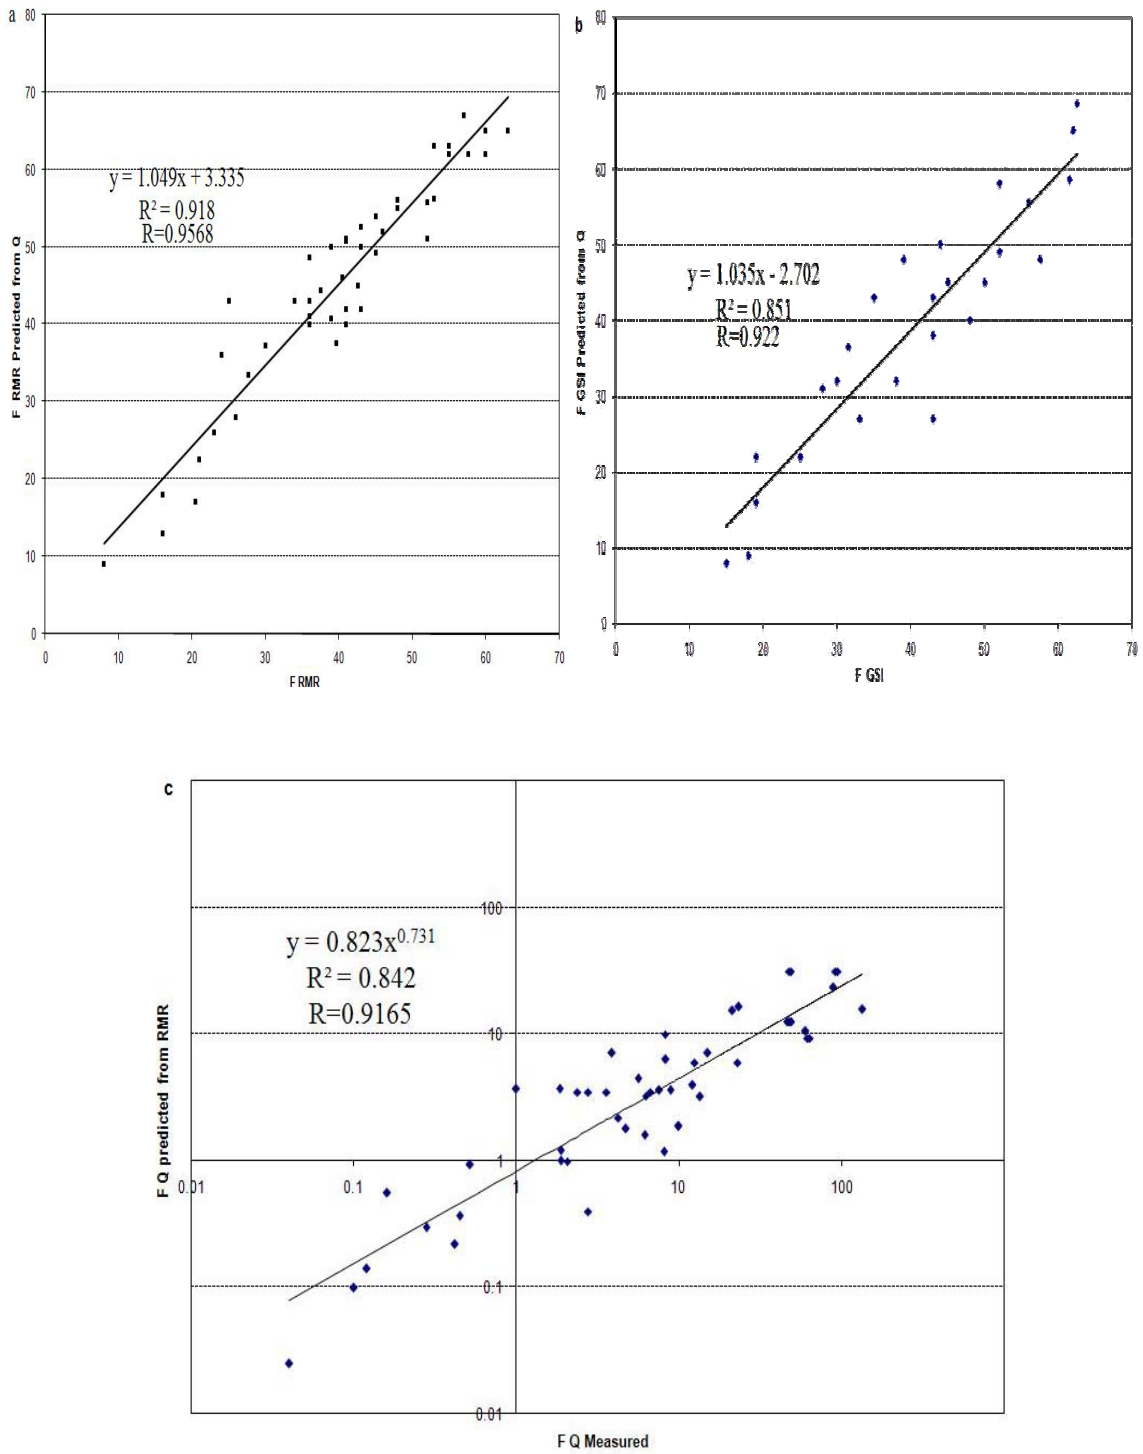 a
80
70
60
50
40
30
20
10
0
y = 1.049x + 3.335
R² = 0.918
R=0.9568
F RMR Predicted from Q
0 10 20 30 40 50 60 70
F RMR
b
80
70
60
50
40
30
20
10
0
y = 1.035x - 2.702
R² = 0.851
R=0.922
F GSI Predicted from Q
0 10 20 30 40 50 60 70
F GSI
c
100
y = 0.823x^0.731
R² = 0.842
R=0.9165
10
1
0.01 0.1 1 10 100
0.1
0.01
F Q predicted from RMR
F Q Measured